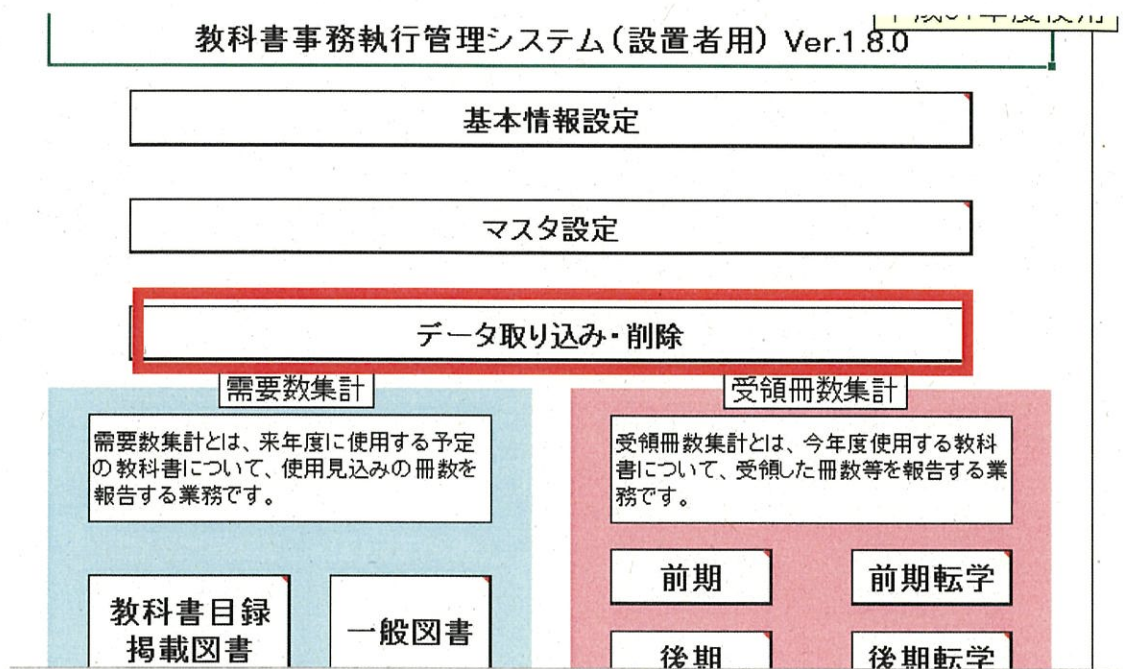 平成31年度使用
教科書事務執行管理システム(設置者用) Ver.1.8.0
基本情報設定
マスタ設定
データ取り込み・削除
需要数集計
需要数集計とは、来年度に使用する予定
の教科書について、使用見込みの冊数を
報告する業務です。
教科書目録
掲載図書
一般図書
受領冊数集計
受領冊数集計とは、今年度使用する教科
書について、受領した冊数等を報告する業
務です。
前期
前期転学
後期
後期転学